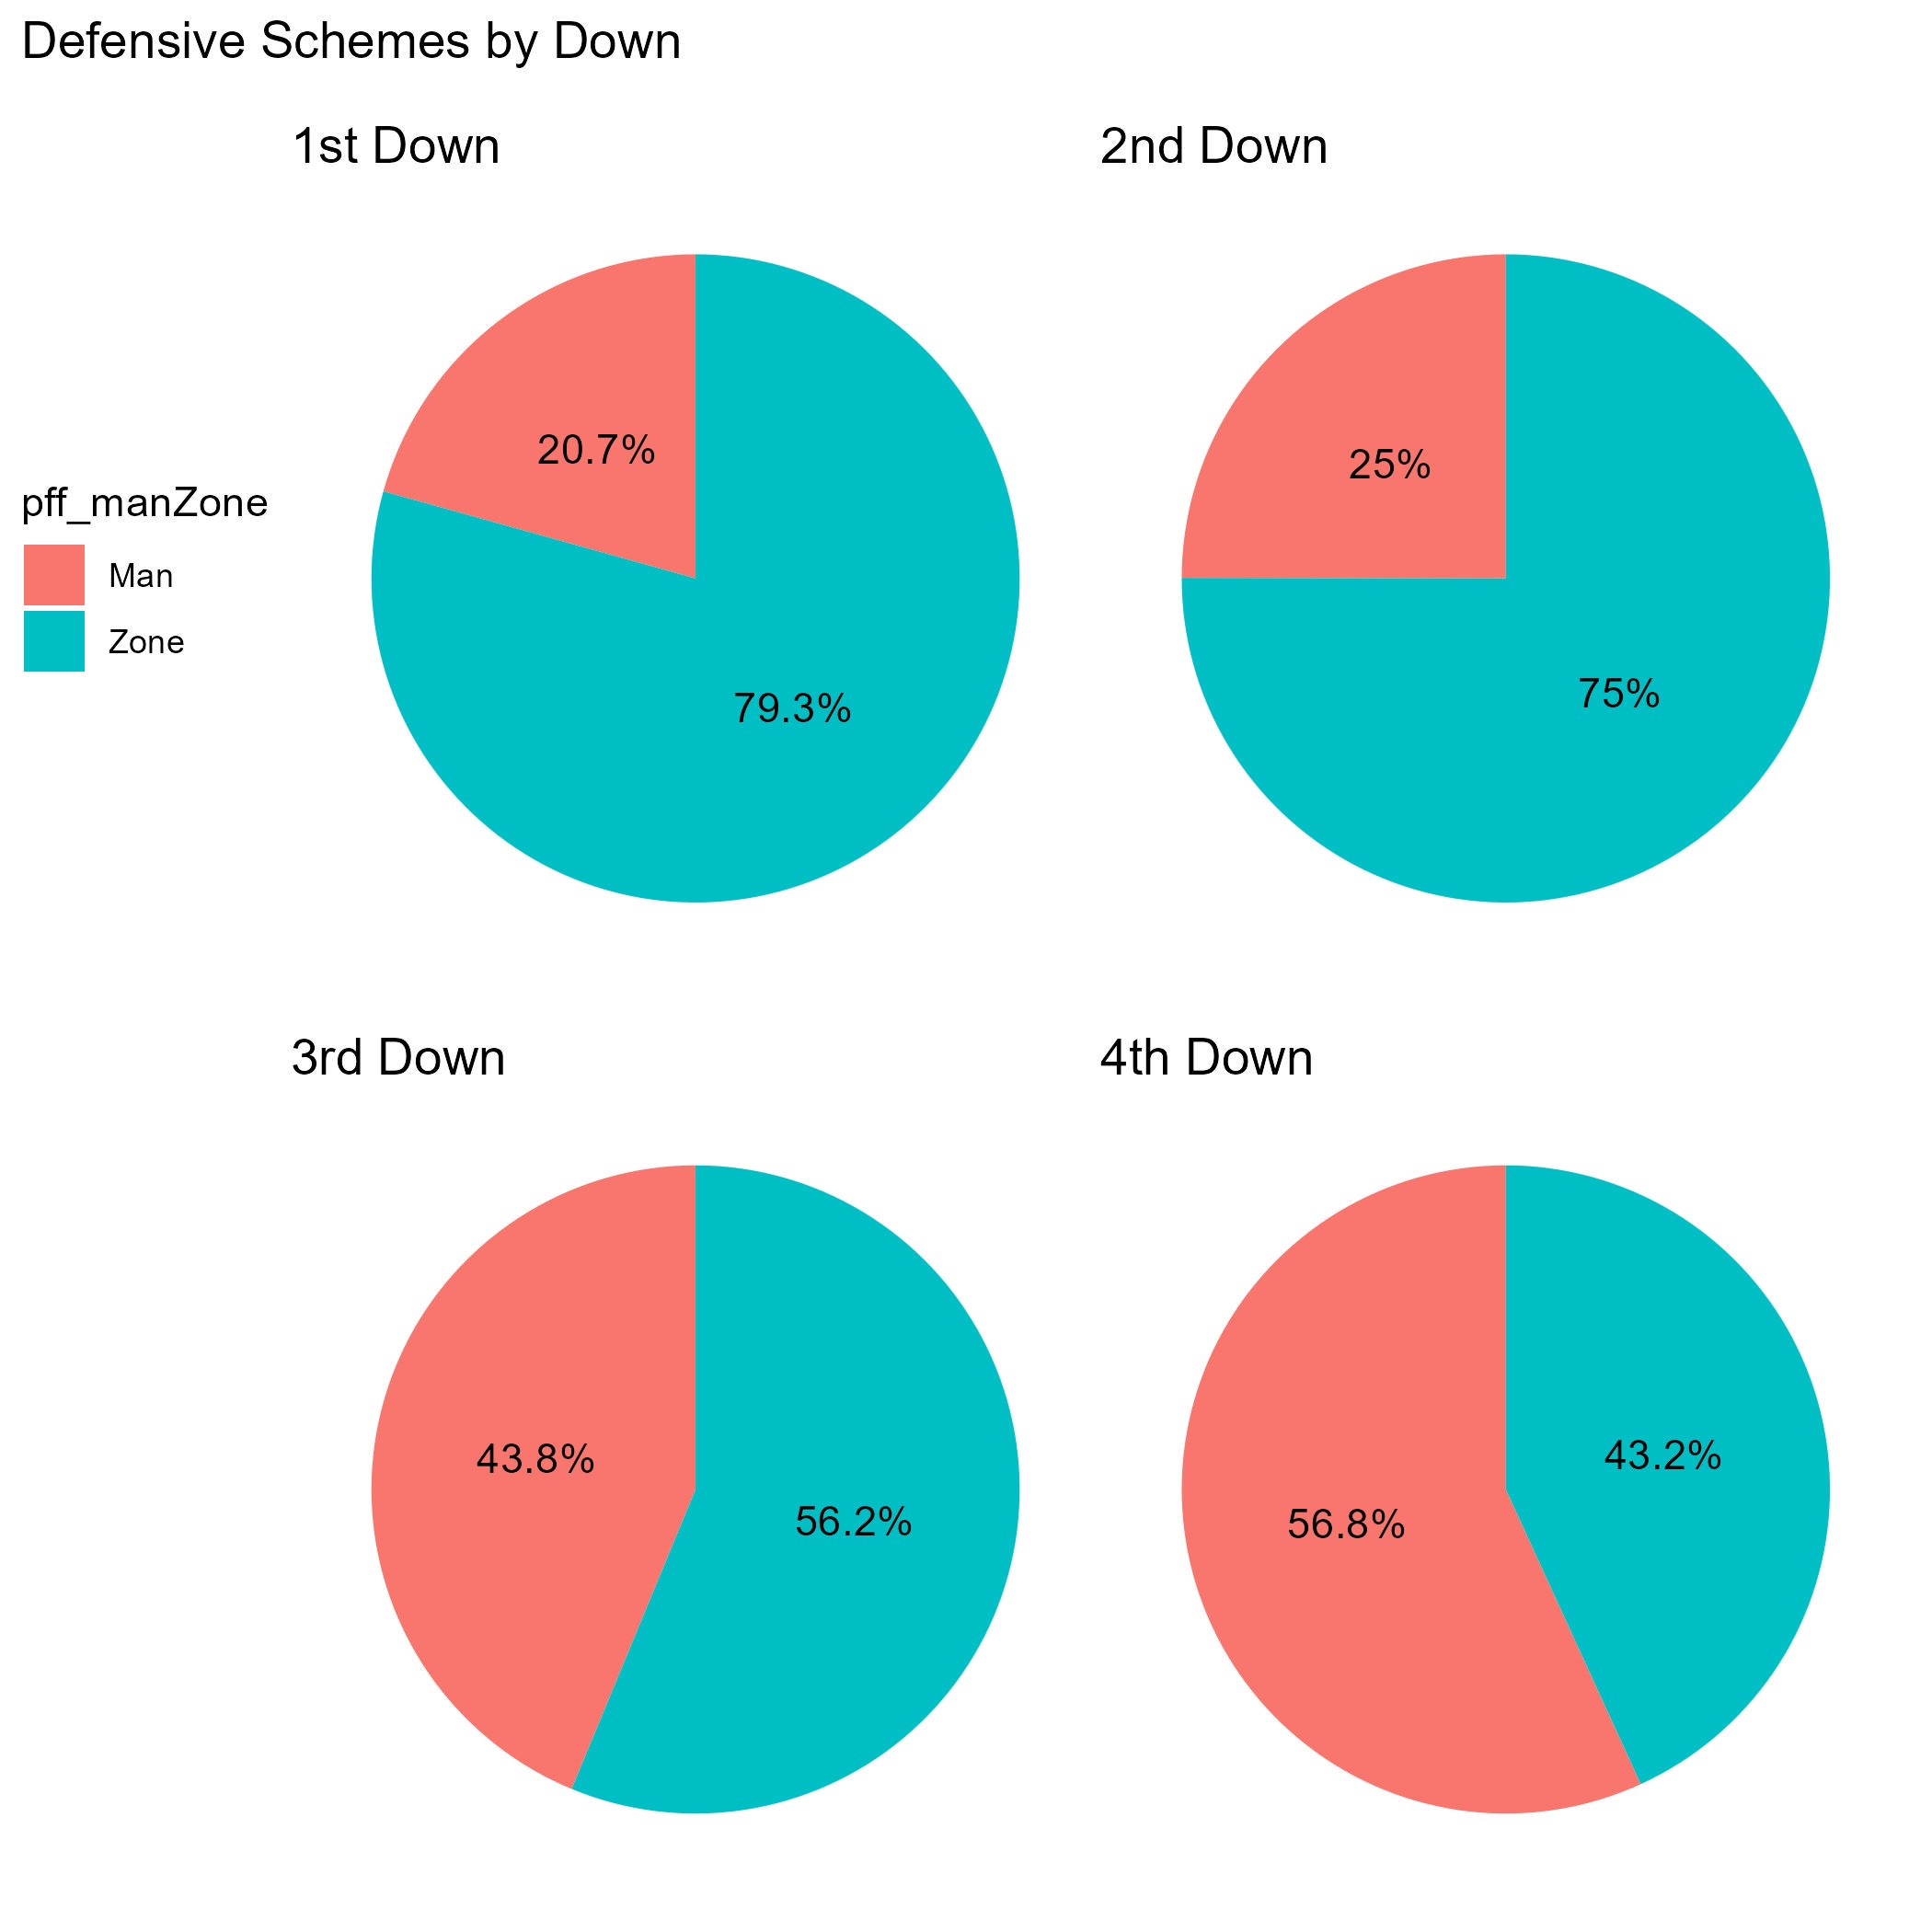 Defensive Schemes by Down
1st Down
2nd Down
20.7%
79.3%
25%
75%
pff_manZone
Man
Zone
3rd Down
4th Down
43.8%
56.2%
43.2%
56.8%